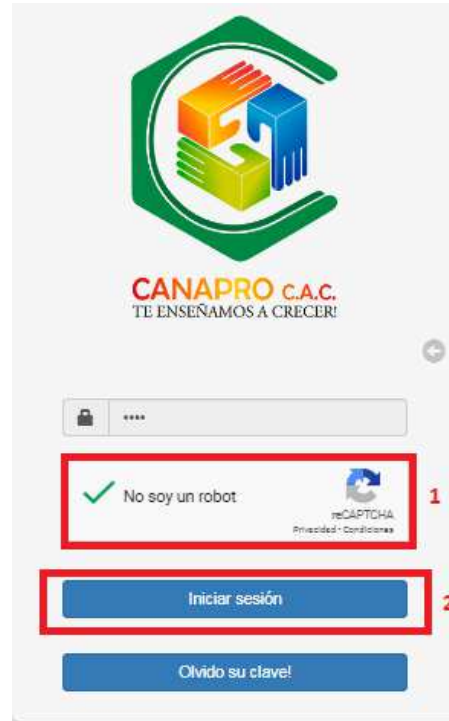 CANAPRO C.A.C.
TE ENSEÑAMOS A CRECER!
••••
No soy un robot
reCAPTCHA
Privacidad - Condiciones
1
Iniciar sesión
2
Olvido su clave!